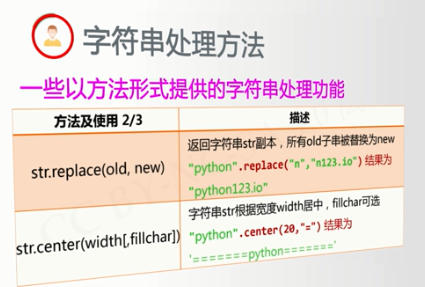 字符串处理方法
一些以方法形式提供的字符串处理功能
方法及使用 2/3
描述
str.replace(old, new)
返回字符串str副本，所有old子串被替换为new
"python".replace("n","n123.io") 结果为
"python123.io"
str.center(width[,fillchar])
字符串str根据宽度width居中，fillchar可选
"python".center(20,"=") 结果为
'=======python======='